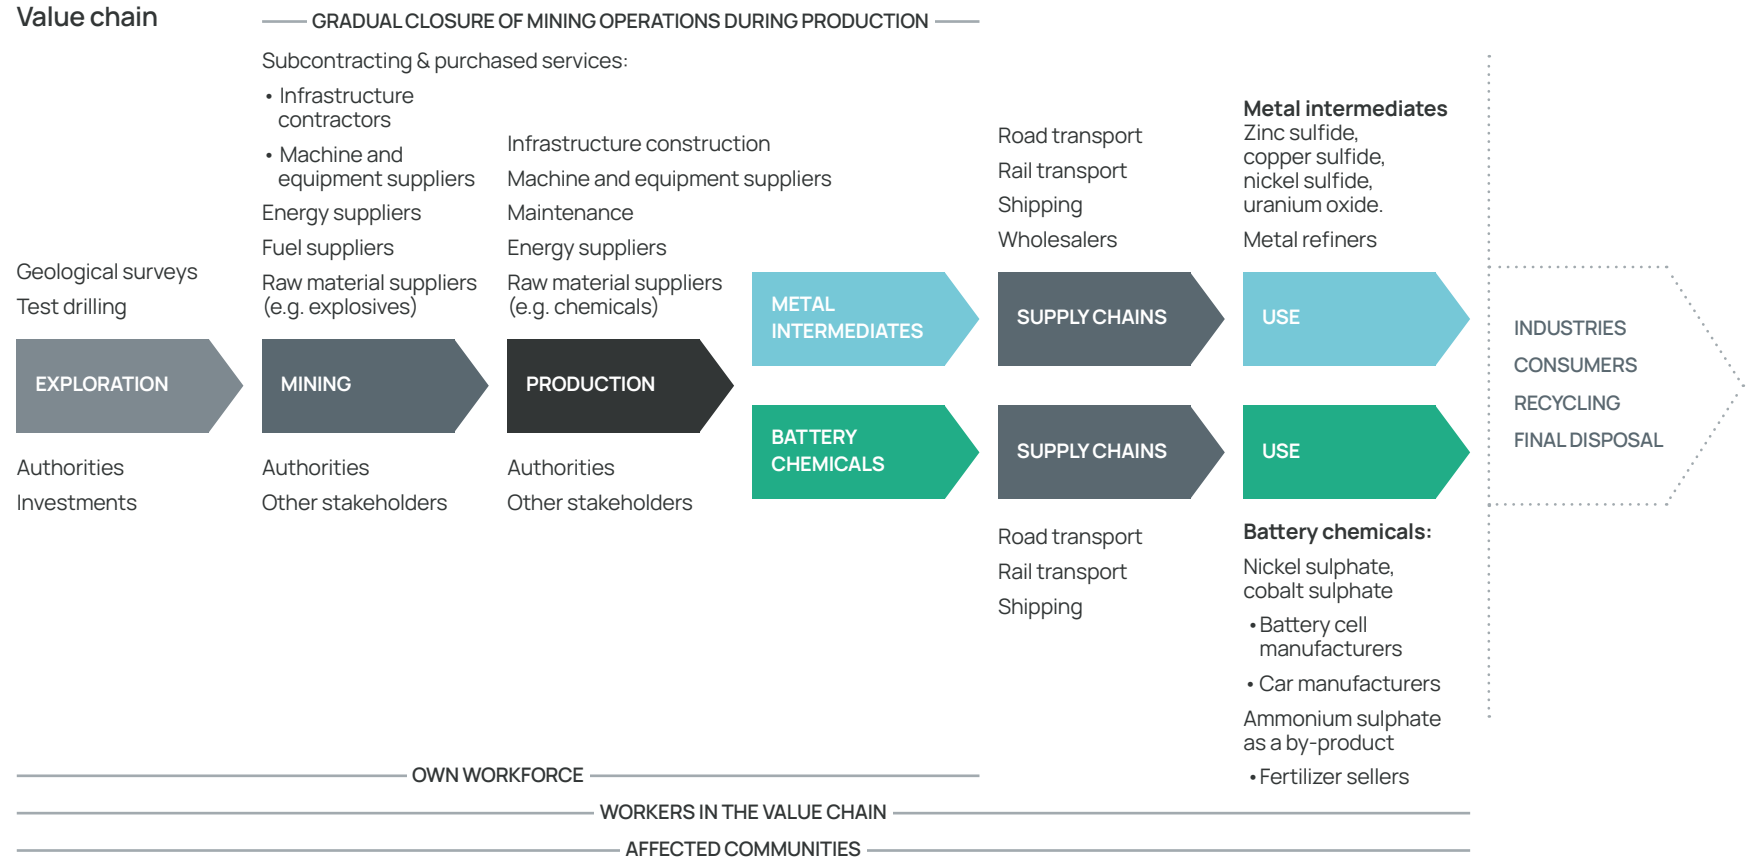 Value chain
GRADUAL CLOSURE OF MINING OPERATIONS DURING PRODUCTION
Geological surveys
Test drilling
EXPLORATION
Authorities
Investments
Subcontracting & purchased services:
• Infrastructure
contractors
• Machine and
equipment suppliers
Energy suppliers
Fuel suppliers
Raw material suppliers
(e.g. explosives)
MINING
Authorities
Other stakeholders
Infrastructure construction
Machine and equipment suppliers
Maintenance
Energy suppliers
Raw material suppliers
(e.g. chemicals)
PRODUCTION
Authorities
Other stakeholders
METAL
INTERMEDIATES
BATTERY
CHEMICALS
Road transport
Rail transport
Shipping
Wholesalers
SUPPLY CHAINS
SUPPLY CHAINS
Road transport
Rail transport
Shipping
Metal intermediates
Zinc sulfide,
copper sulfide,
nickel sulfide,
uranium oxide.
Metal refiners
USE
USE
Battery chemicals:
Nickel sulphate,
cobalt sulphate
• Battery cell
manufacturers
• Car manufacturers
Ammonium sulphate
as a by-product
• Fertilizer sellers
INDUSTRIES
CONSUMERS
RECYCLING
FINAL DISPOSAL
OWN WORKFORCE
WORKERS IN THE VALUE CHAIN
AFFECTED COMMUNITIES